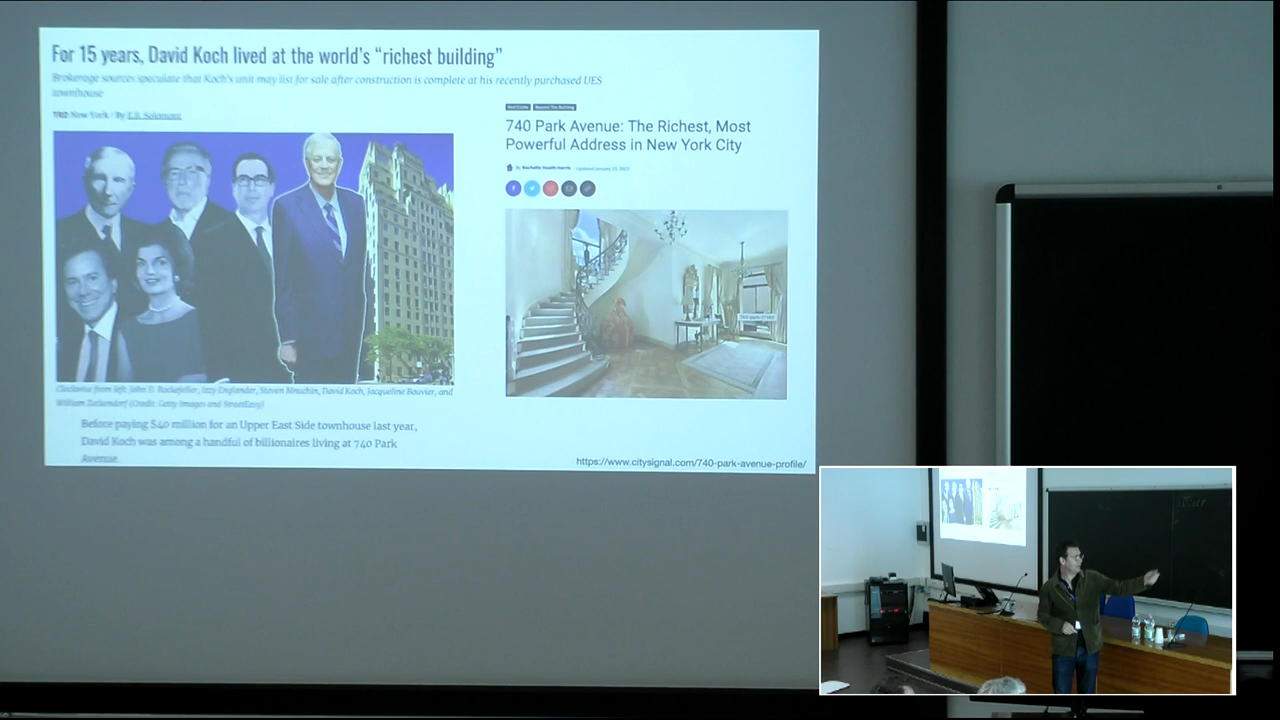 For 15 years, David Koch lived at the world's “richest building”
Brokerage sources speculate that Koch's unit may list for sale after construction is complete at his recently purchased UES
townhouse
TRD New York / By E.B. Solomont
Clockwise from left: John D. Rockefeller, Izzy Englander, Steven Mnuchin, David Koch, Jacqueline Bouvier, and
William Zeckendorf (Credit: Getty Images and StreetEasy)
Before paying $40 million for an Upper East Side townhouse last year,
David Koch was among a handful of billionaires living at 740 Park
Avenue.
Real Estate Beyond The Building
740 Park Avenue: The Richest, Most
Powerful Address in New York City
By Rochelle Heath-Harris Updated January 23, 2023
https://www.citysignal.com/740-park-avenue-profile/